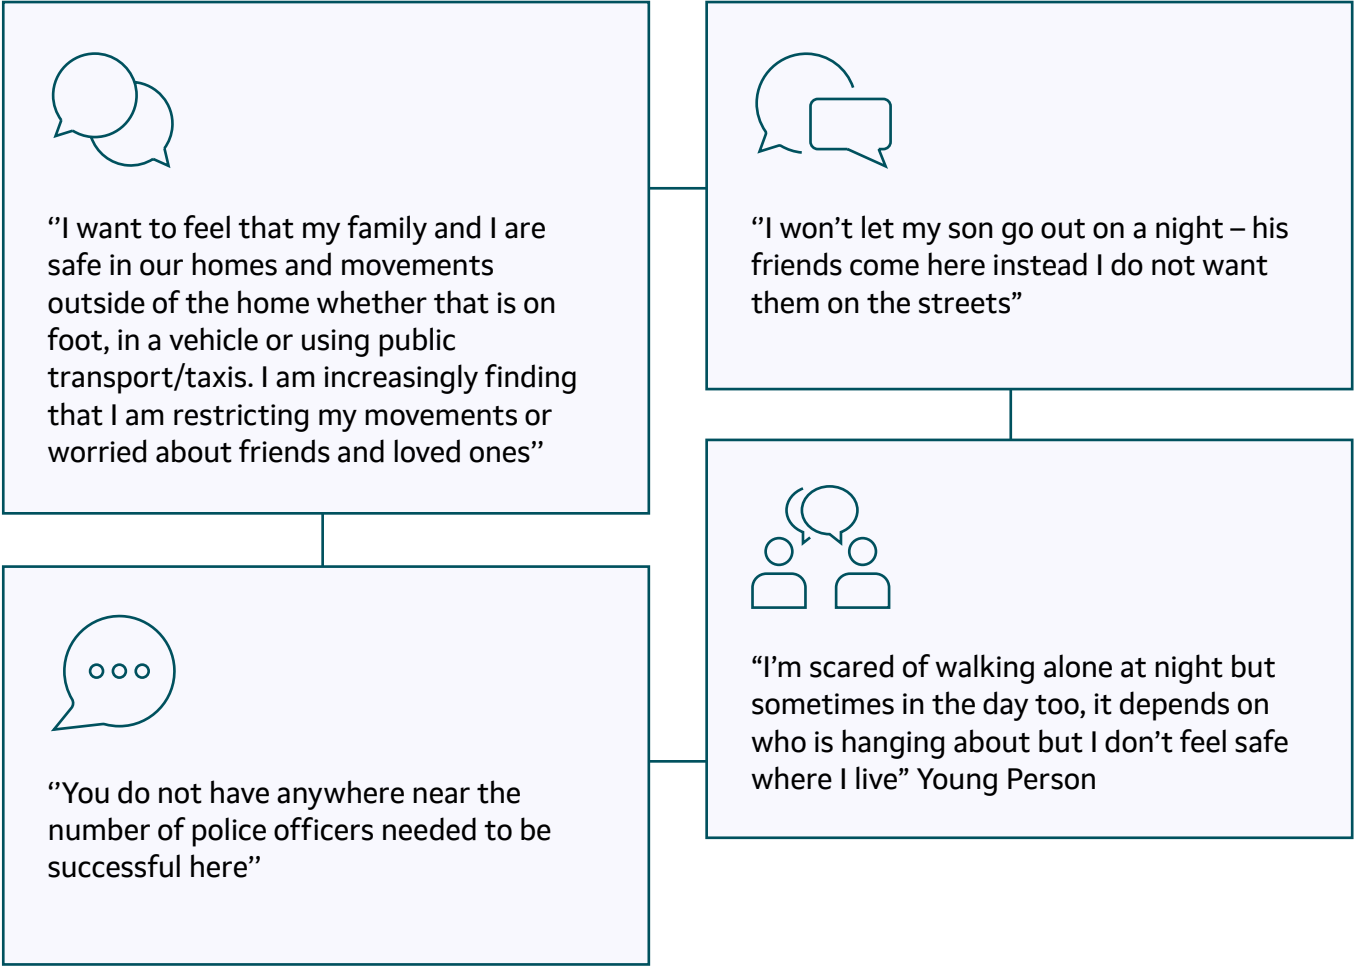 ‘’I want to feel that my family and I are
safe in our homes and movements
outside of the home whether that is on
foot, in a vehicle or using public
transport/taxis. I am increasingly finding
that I am restricting my movements or
worried about friends and loved ones’’
‘’I won’t let my son go out on a night – his
friends come here instead I do not want
them on the streets”
‘’You do not have anywhere near the
number of police officers needed to be
successful here’’
“I’m scared of walking alone at night but
sometimes in the day too, it depends on
who is hanging about but I don’t feel safe
where I live” Young Person